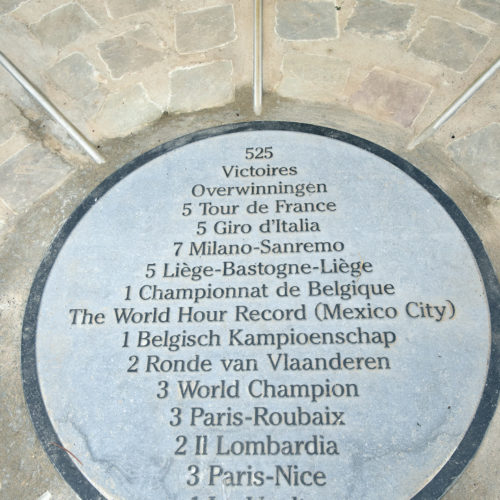 525
Victoires
Overwinningen
5 Tour de France
5 Giro d'Italia
7 Milano-Sanremo
5 Liège-Bastogne-Liège
1 Championnat de Belgique
The World Hour Record (Mexico City)
1 Belgisch Kampioenschap
2 Ronde van Vlaanderen
3 World Champion
3 Paris-Roubaix
2 Il Lombardia
3 Paris-Nice